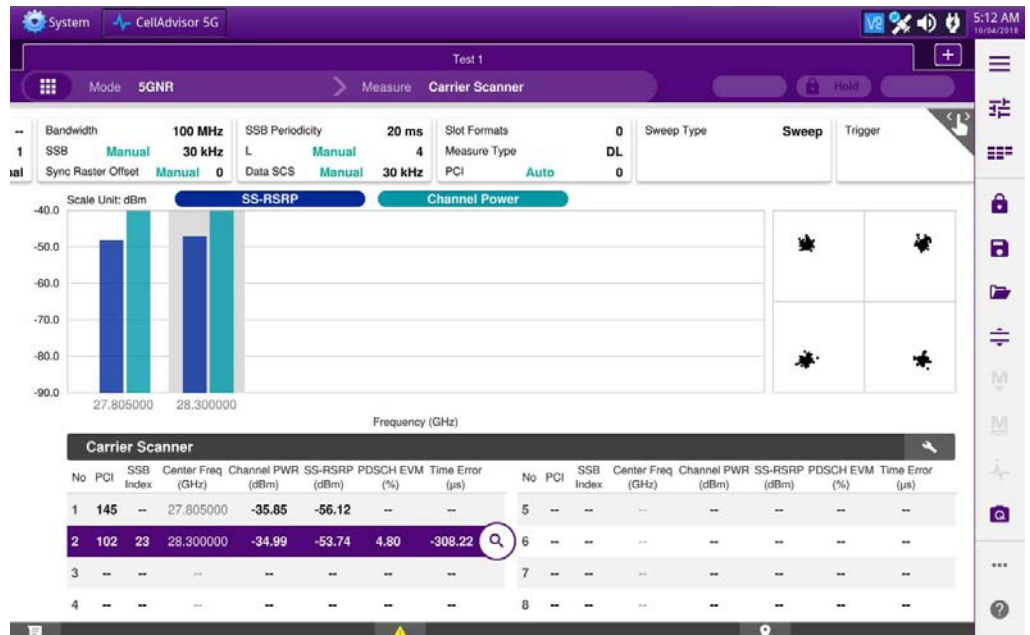 System CellAdvisor 5G 5:12 AM
10/04/2018
Test 1 +
Mode 5GNR Measure Carrier Scanner Hold
-- Bandwidth 100 MHz SSB Periodicity 20 ms Slot Formats 0 Sweep Type Sweep Trigger
1 SSB Manual 30 kHz L Manual 4 Measure Type DL
al Sync Raster Offset Manual 0 Data SCS Manual 30 kHz PCI Auto 0
Scale Unit: dBm SS-RSRP Channel Power
-40.0
-50.0
-60.0
-70.0
-80.0
-90.0
27.805000 28.300000
Frequency (GHz)
Carrier Scanner
No PCI SSB Index Center Freq (GHz) Channel PWR (dBm) SS-RSRP (dBm) PDSCH EVM (%) Time Error (μs) No PCI SSB Index Center Freq (GHz) Channel PWR (dBm) SS-RSRP (dBm) PDSCH EVM (%) Time Error (μs)
1 145 -- 27.805000 -35.85 -56.12 -- -- 5 -- -- -- -- -- -- --
2 102 23 28.300000 -34.99 -53.74 4.80 -308.22 6 -- -- -- -- -- -- --
3 -- -- -- -- -- -- -- 7 -- -- -- -- -- -- --
4 -- -- -- -- -- -- -- 8 -- -- -- -- -- -- --